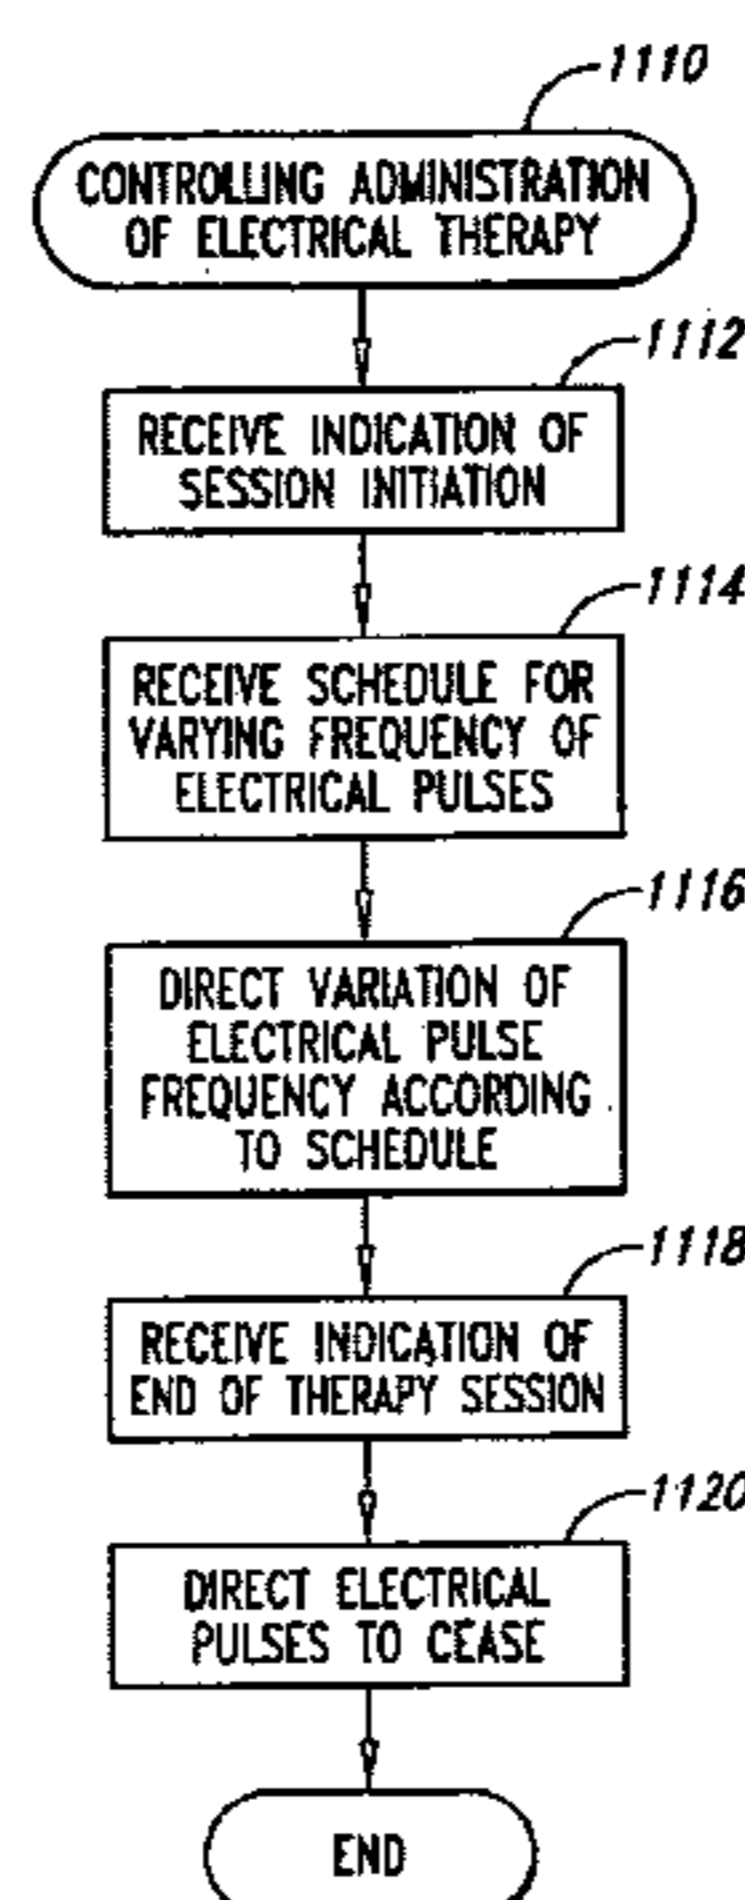 1110
CONTROLLING ADMINISTRATION
OF ELECTRICAL THERAPY
1112
RECEIVE INDICATION OF
SESSION INITIATION
1114
RECEIVE SCHEDULE FOR
VARYING FREQUENCY OF
ELECTRICAL PULSES
1116
DIRECT VARIATION OF
ELECTRICAL PULSE
FREQUENCY ACCORDING
TO SCHEDULE
1118
RECEIVE INDICATION OF
END OF THERAPY SESSION
1120
DIRECT ELECTRICAL
PULSES TO CEASE
END